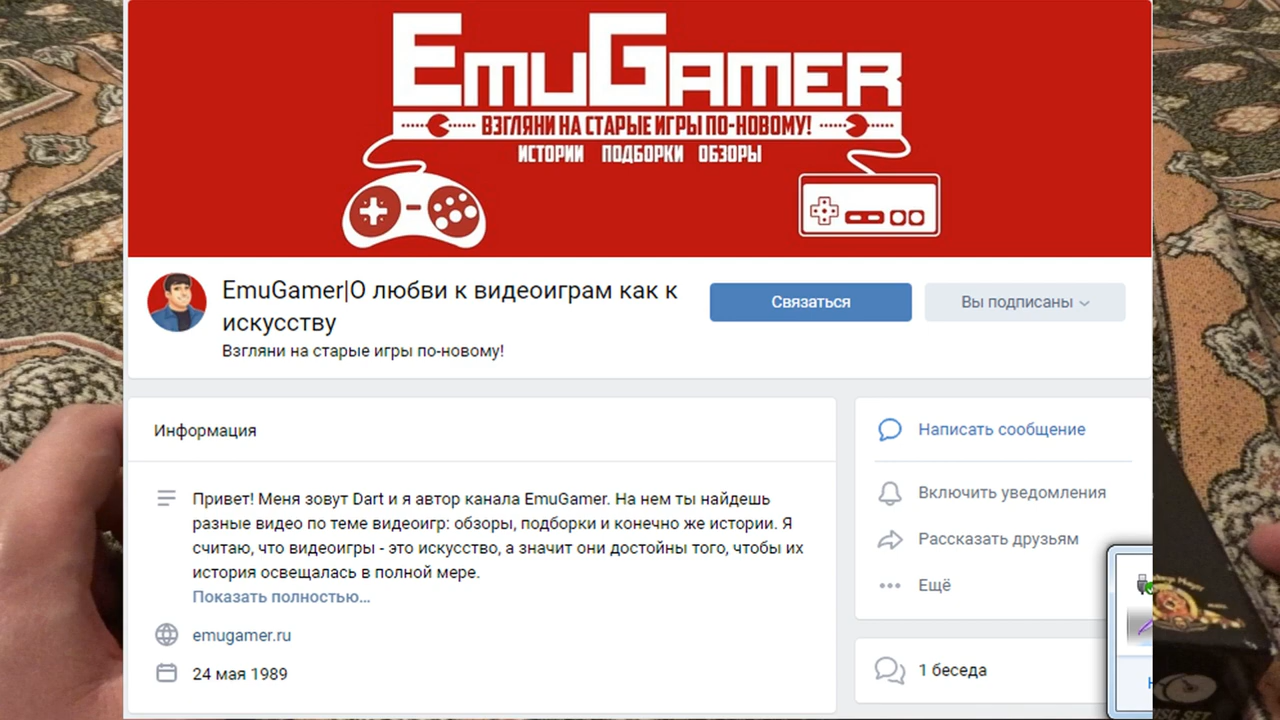 EMUGAMER
ВЗГЛЯНИ НА СТАРЫЕ ИГРЫ ПО-НОВОМУ!
ИСТОРИИ ПОДБОРКИ ОБЗОРЫ
EmuGamer|О любви к видеоиграм как к
искусству
Взгляни на старые игры по-новому!
Связаться
Вы подписаны
Информация
Привет! Меня зовут Dart и я автор канала EmuGamer. На нем ты найдешь
разные видео по теме видеоигр: обзоры, подборки и конечно же истории. Я
считаю, что видеоигры - это искусство, а значит они достойны того, чтобы их
история освещалась в полной мере.
Показать полностью...
emugamer.ru
24 мая 1989
Написать сообщение
Включить уведомления
Рассказать друзьям
Ещё
1 беседа